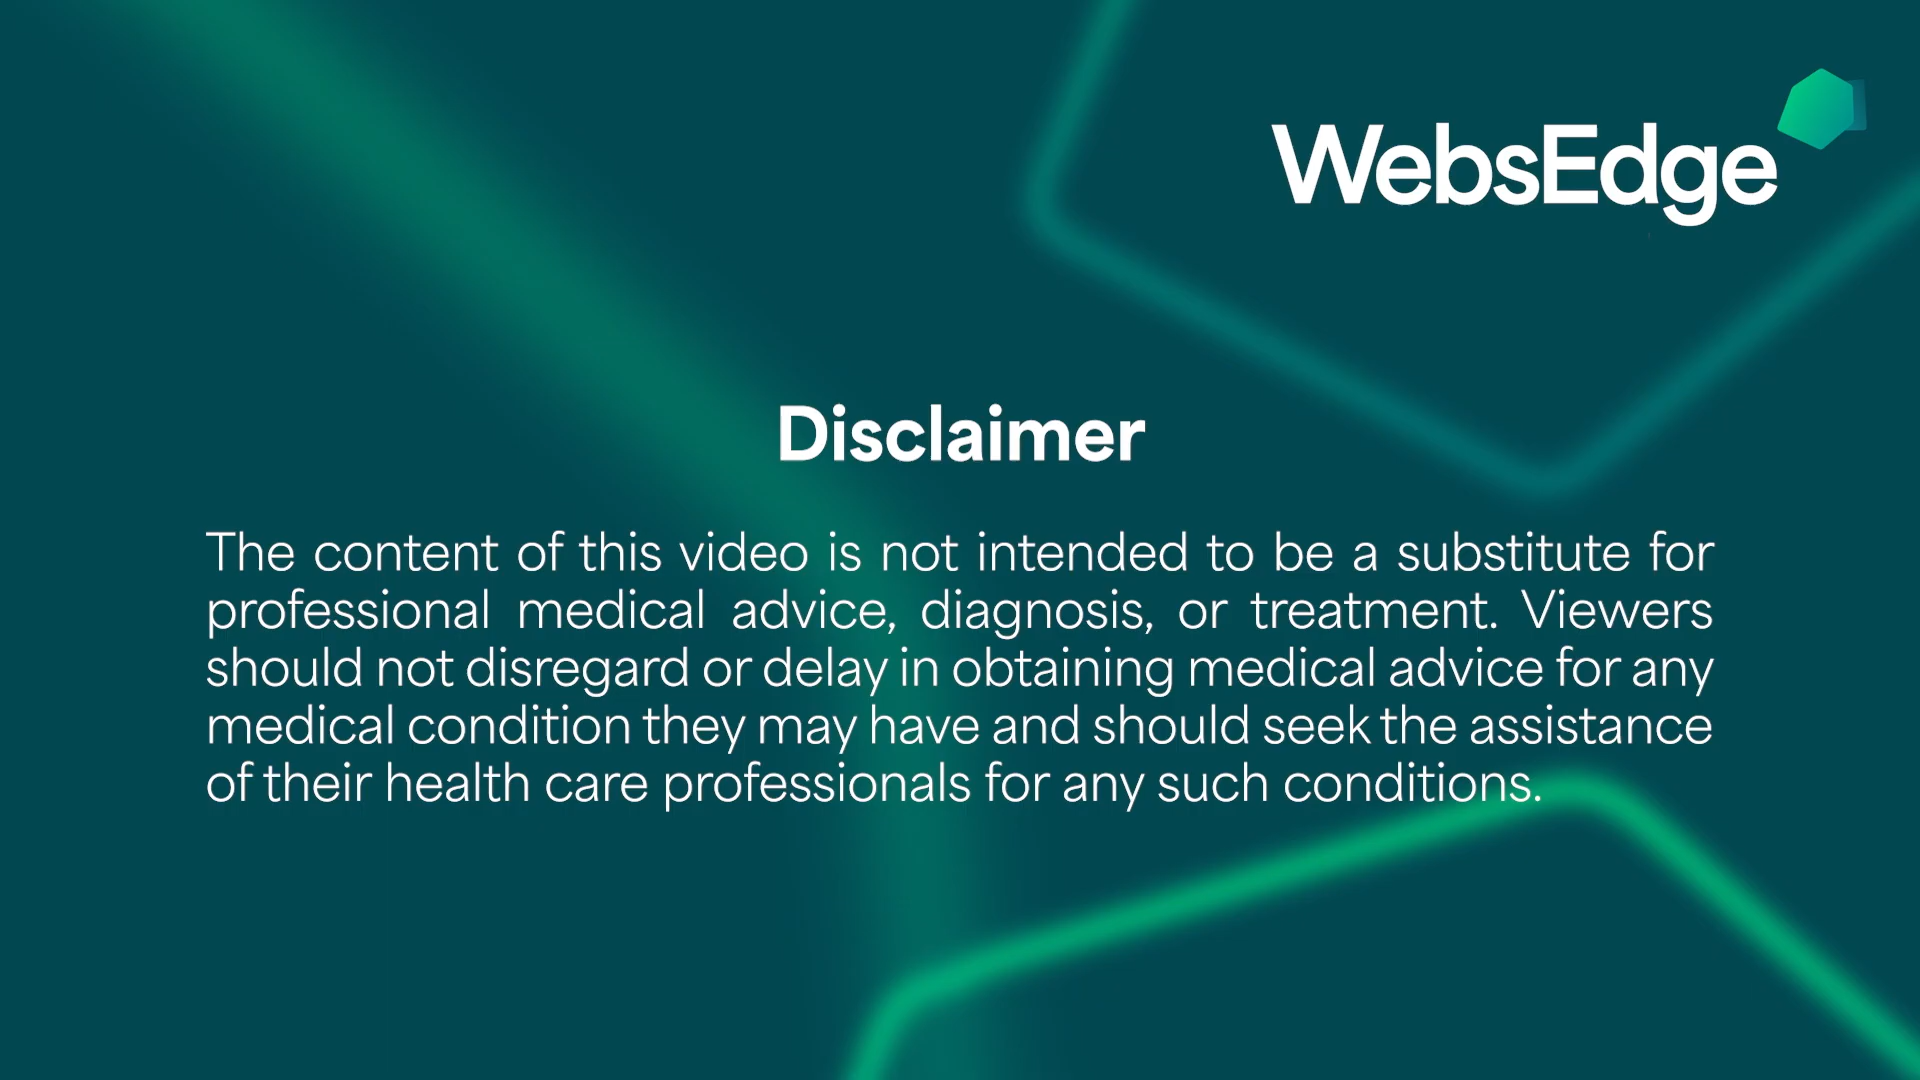 WebsEdge
Disclaimer
The content of this video is not intended to be a substitute for
professional medical advice, diagnosis, or treatment. Viewers
should not disregard or delay in obtaining medical advice for any
medical condition they may have and should seek the assistance
of their health care professionals for any such conditions.